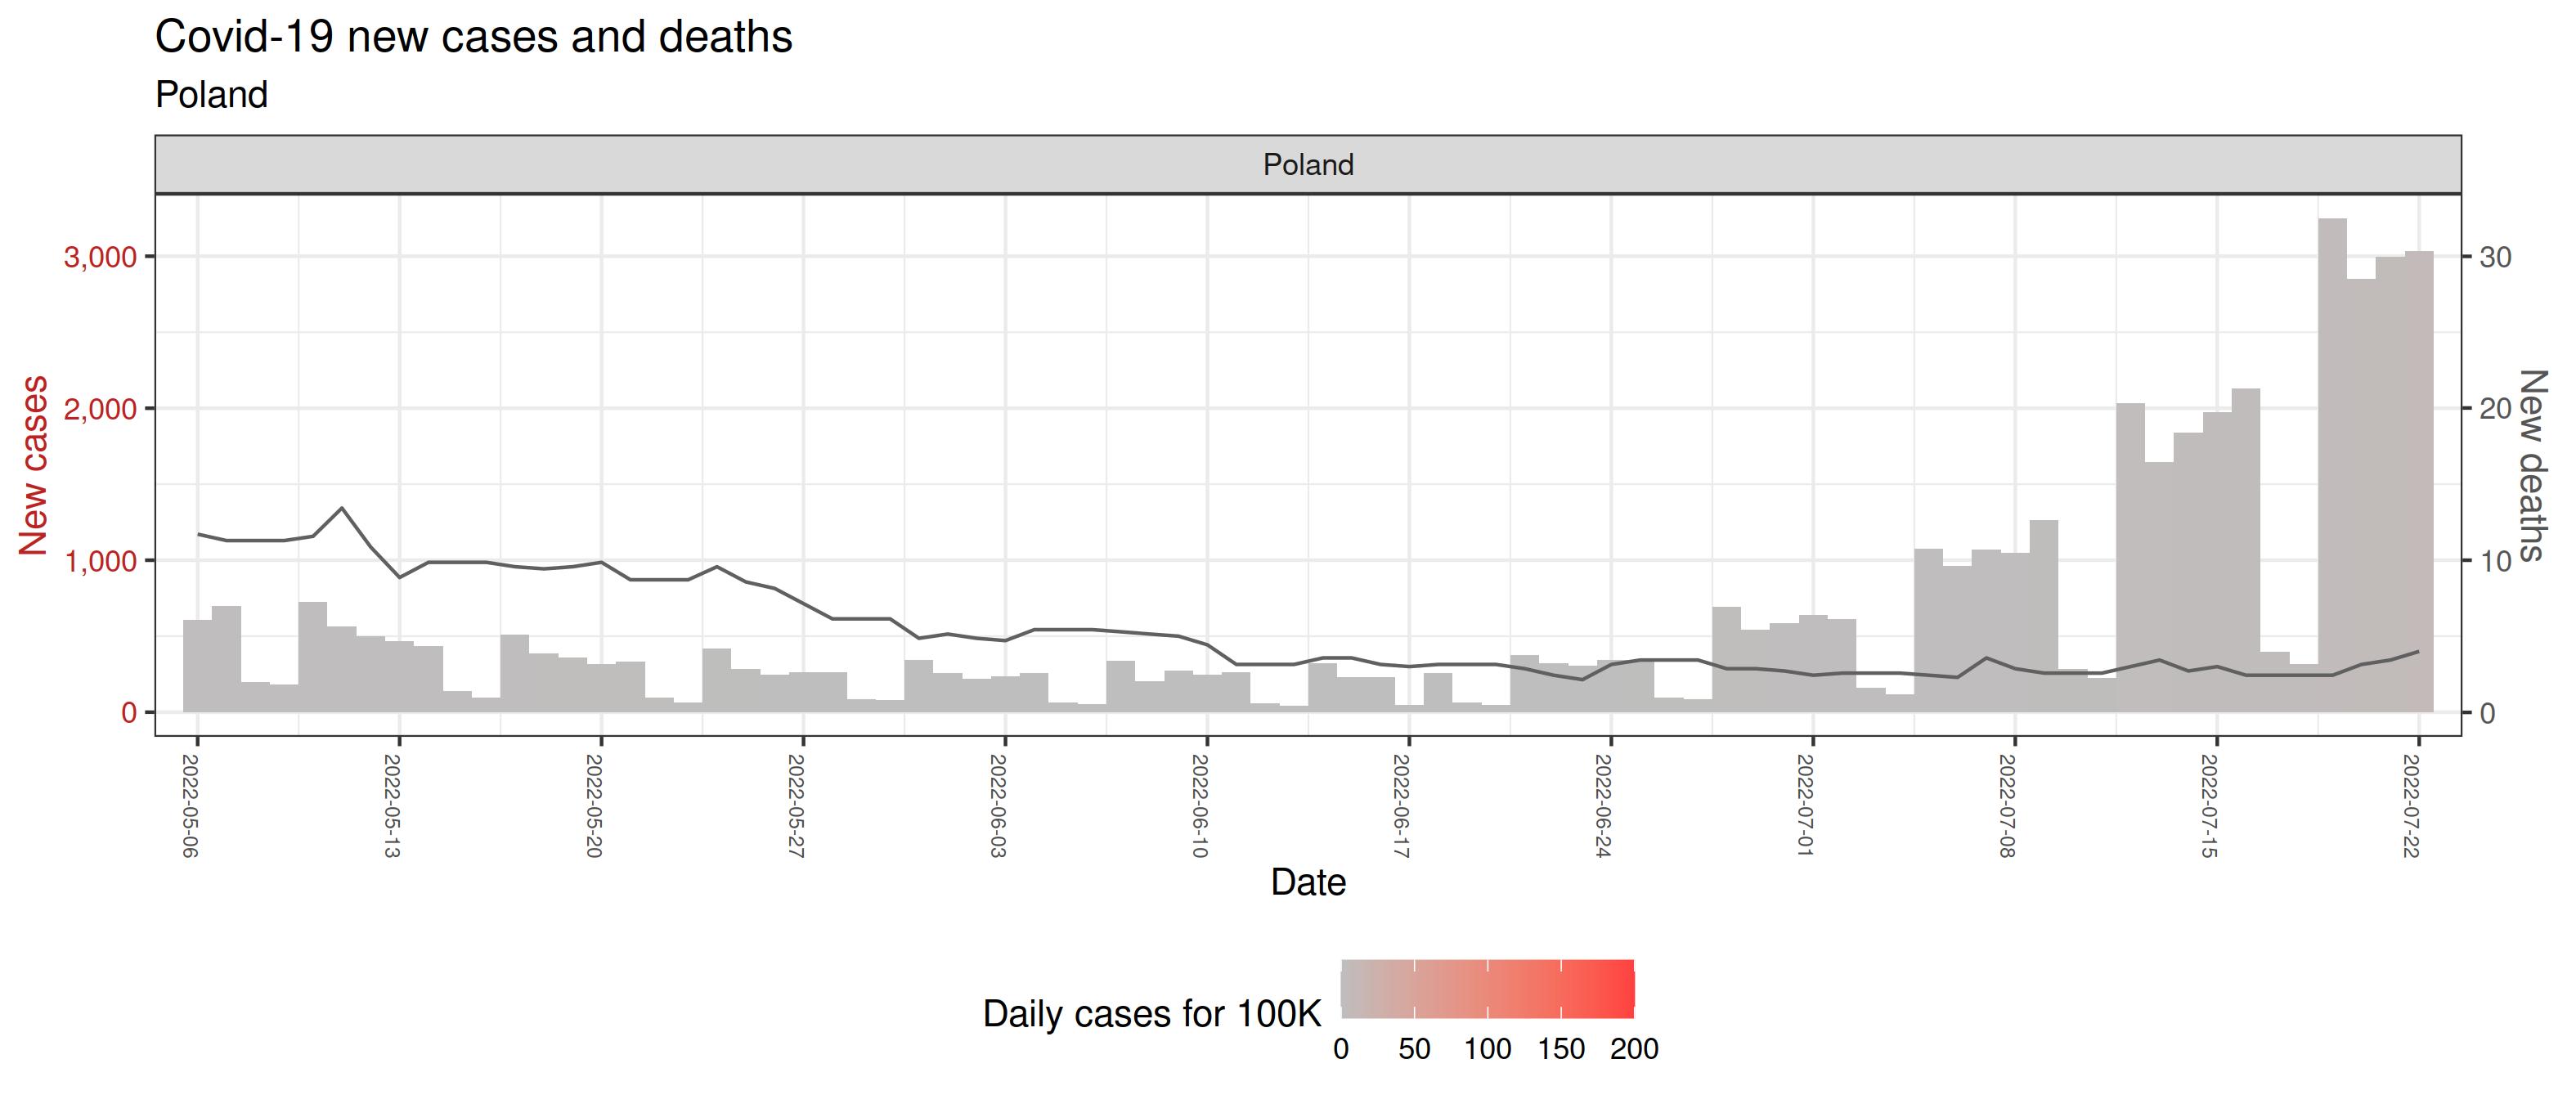 Covid-19 new cases and deaths
Poland
Poland
New cases
3,000
2,000
1,000
0
30
20
10
0
New deaths
2022-05-06
2022-05-13
2022-05-20
2022-05-27
2022-06-03
2022-06-10
2022-06-17
2022-06-24
2022-07-01
2022-07-08
2022-07-15
2022-07-22
Date
Daily cases for 100K
0 50 100 150 200